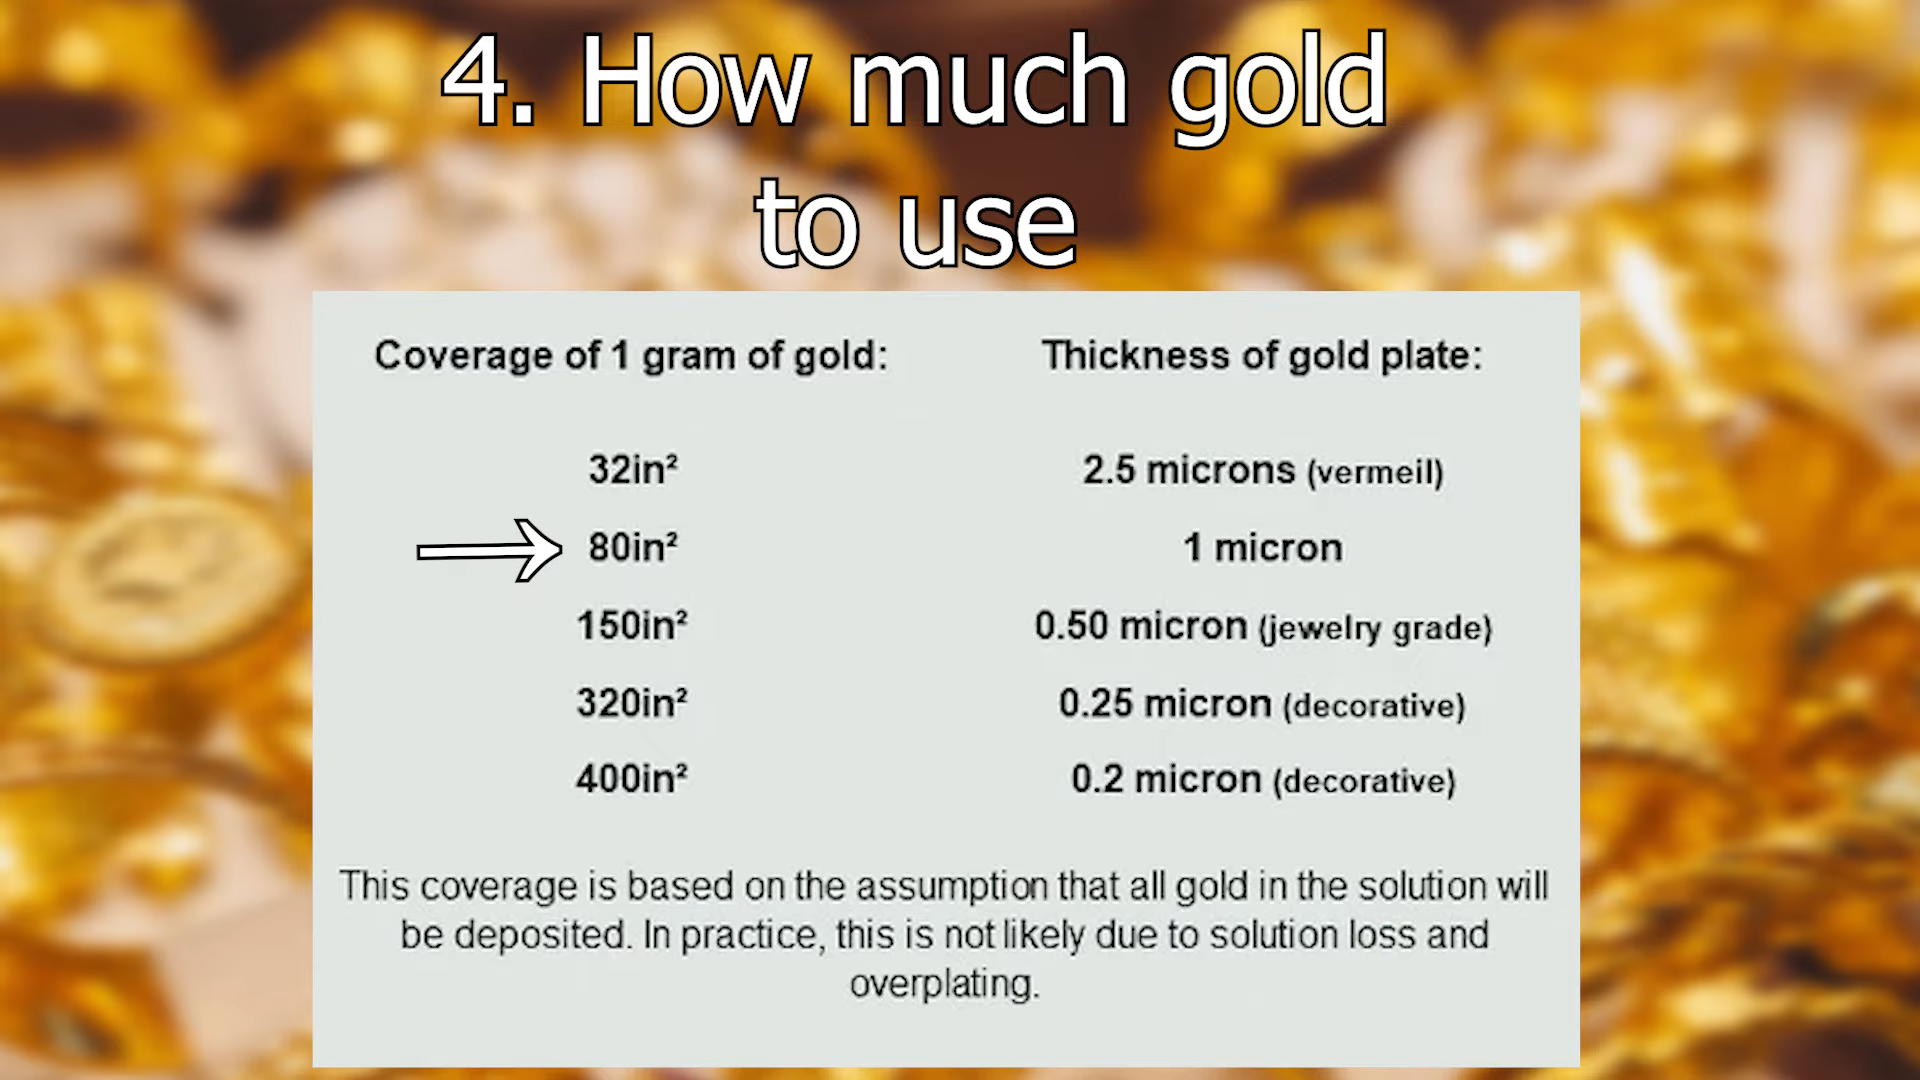 4. How much gold
to use
Coverage of 1 gram of gold: Thickness of gold plate:
32in² 2.5 microns (vermeil)
80in² 1 micron
150in² 0.50 micron (jewelry grade)
320in² 0.25 micron (decorative)
400in² 0.2 micron (decorative)
This coverage is based on the assumption that all gold in the solution will
be deposited. In practice, this is not likely due to solution loss and
overplating.